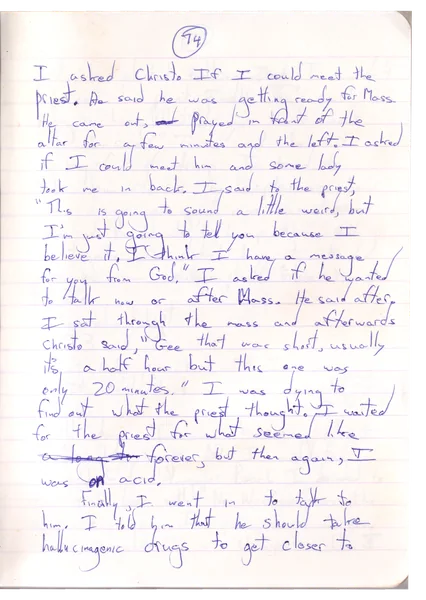 94
I asked Christo If I could meet the
priest. He said he was getting ready for Mass.
He came out, prayed in front of the
altar for a few minutes and the left. I asked
if I could meet him and some lady
took me in back. I said to the priest,
"This is going to sound a little weird, but
I'm just going to tell you because I
believe it. I think I have a message
for you from God." I asked if he wanted
to talk now or after Mass. He said after.
I sat through the mass and afterwards
Christo said, "Gee that was short, usually
it's a half hour but this one was
only 20 minutes." I was dying to
find out what the priest thought. I waited
for the priest for what seemed like
forever, but then again, I
was on acid.
Finally, I went in to talk to
him. I told him that he should take
hallucinagenic drugs to get closer to